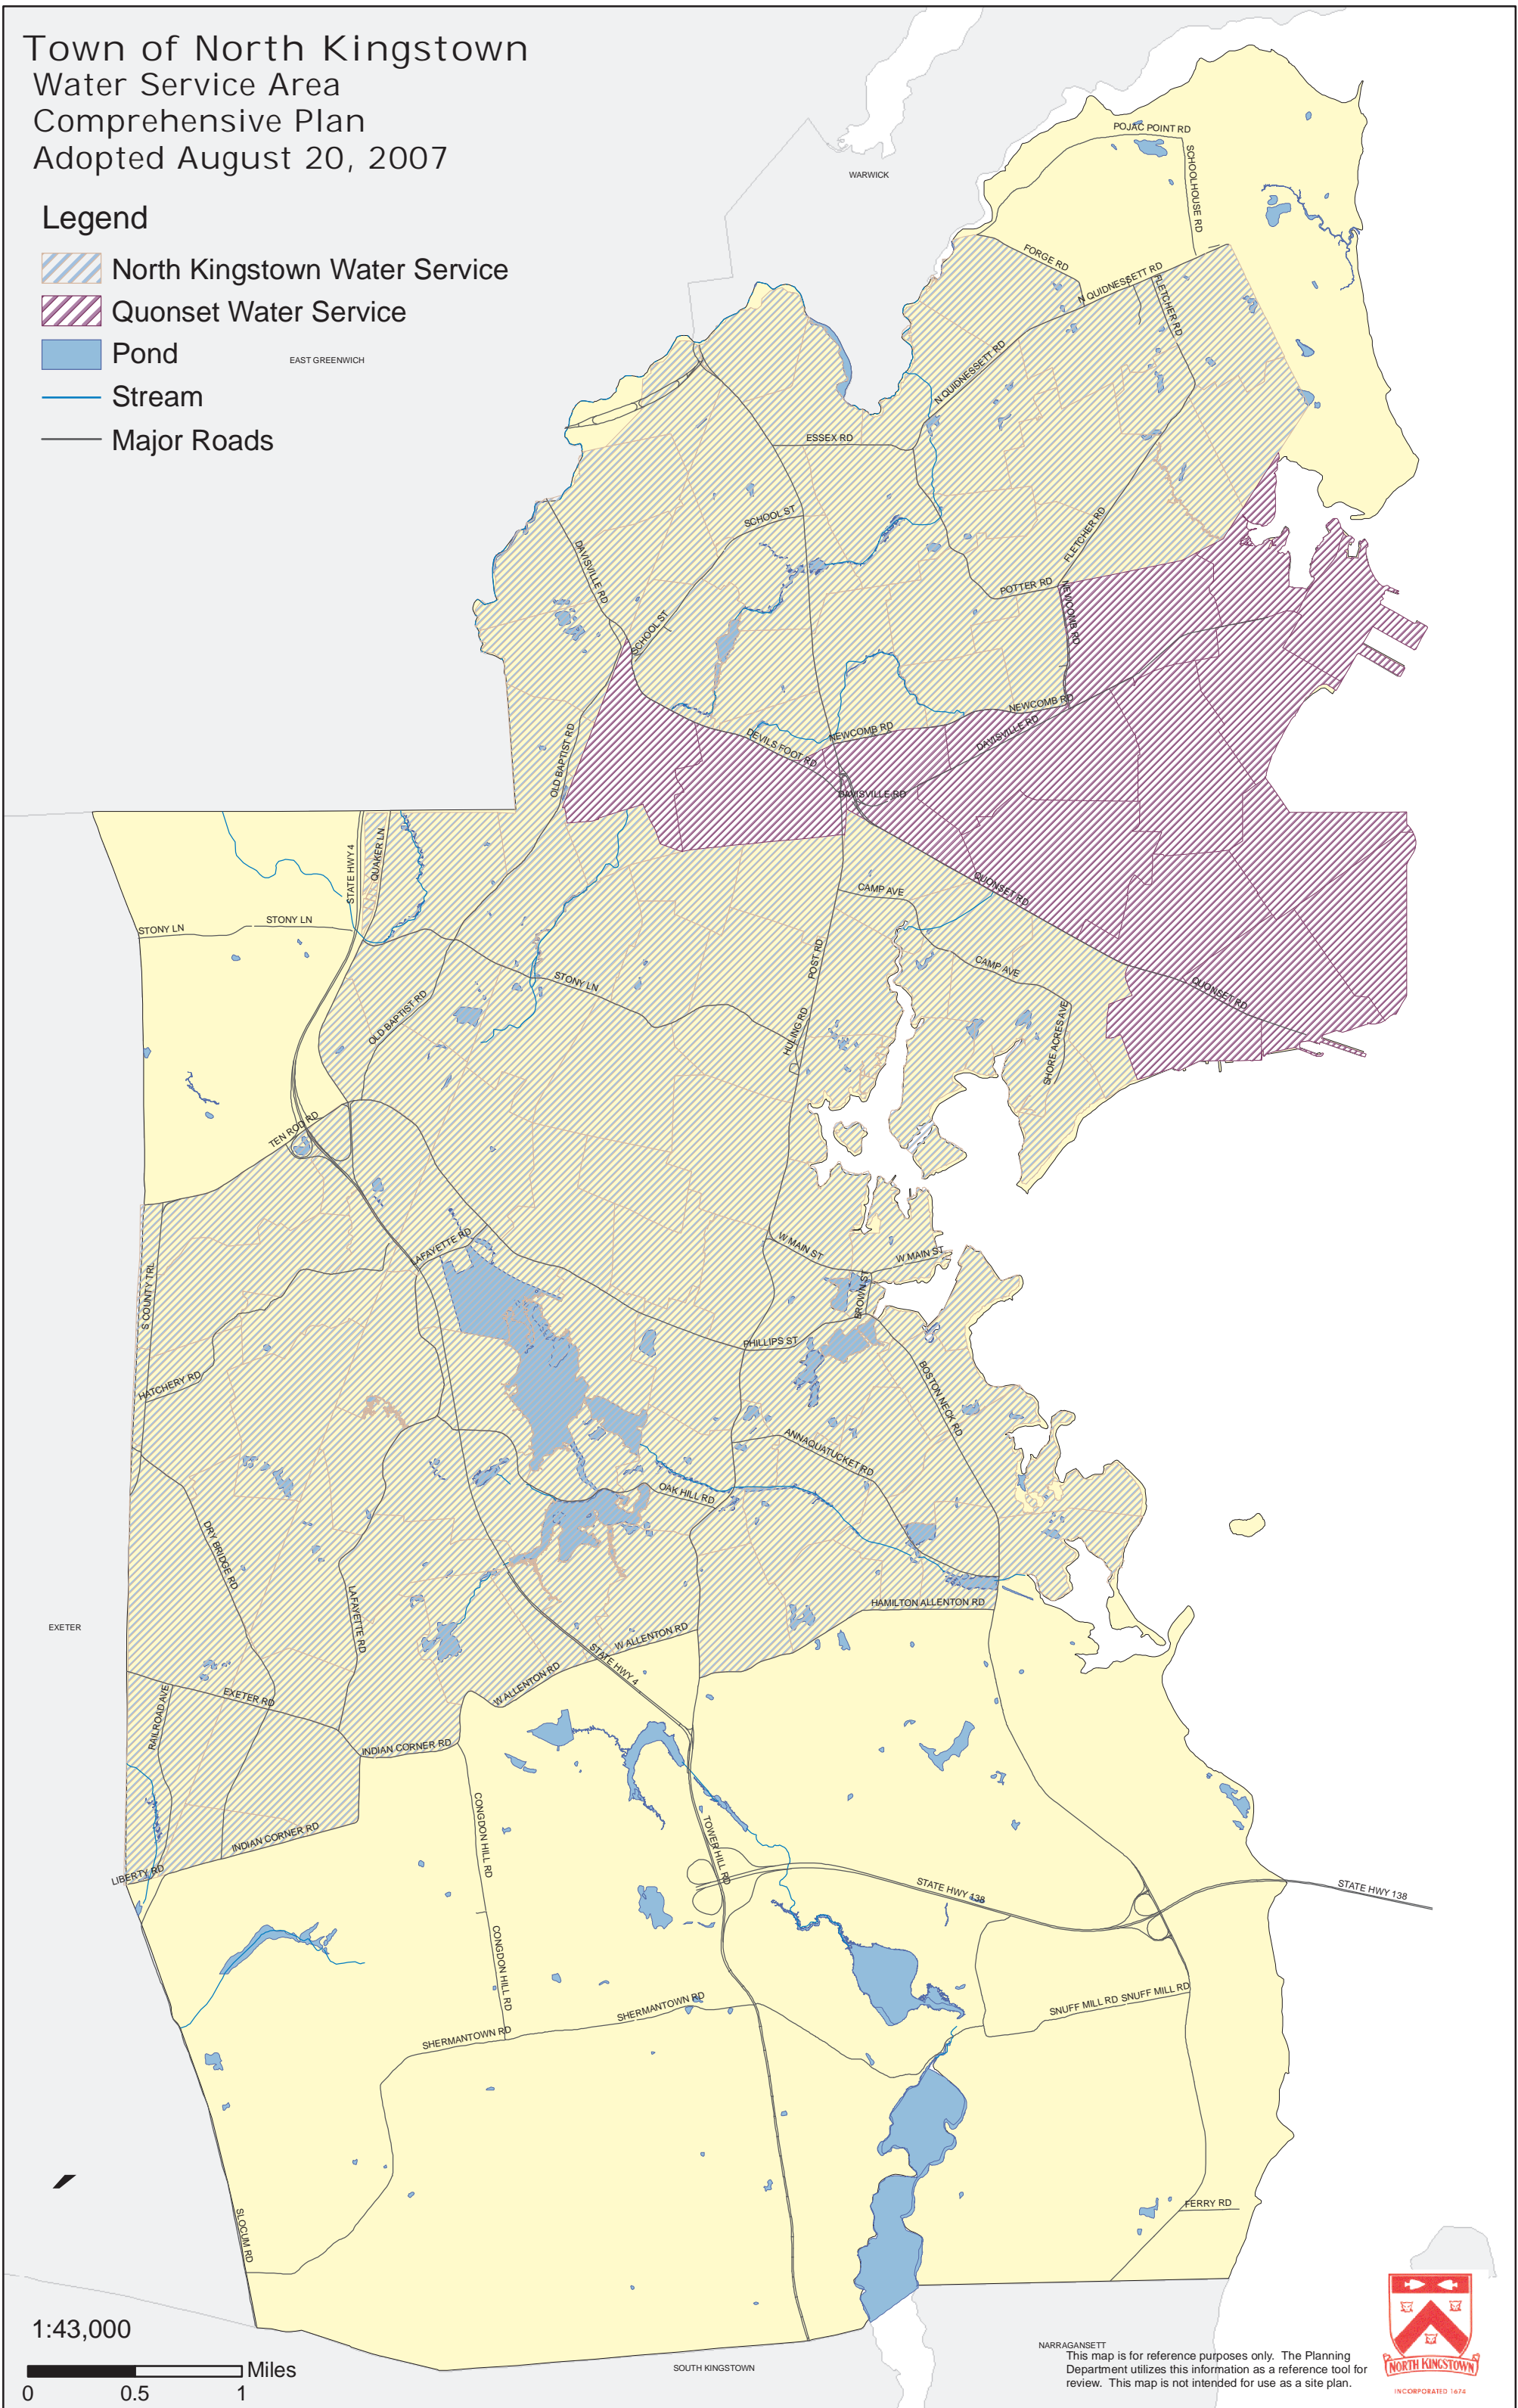 Town of North Kingstown
Water Service Area
Comprehensive Plan
Adopted August 20, 2007
Legend
North Kingstown Water Service
Quonset Water Service
Pond
Stream
Major Roads
EAST GREENWICH
WARWICK
POJAC POINT RD
SCHOOLHOUSE RD
FORGE RD
N QUIDNESSETT RD
FLETCHER RD
N QUIDNESSETT RD
ESSEX RD
SCHOOL ST
DAVISVILLE RD
FLETCHER RD
POTTER RD
NEWCOMB RD
SCHOOL ST
OLD BAPTIST RD
NEWCOMB RD
NEWCOMB RD
DEVILS FOOT RD
DAVISVILLE RD
DAVISVILLE RD
STATE HWY 4
QUAKER LN
STONY LN
STONY LN
CAMP AVE
QUONSET RD
POST RD
STONY LN
CAMP AVE
QUONSET RD
OLD BAPTIST RD
HULING RD
SHORE ACRES AVE
TEN ROD RD
LAFAYETTE RD
W MAIN ST
W MAIN ST
S COUNTY TRL
BROWN ST
PHILLIPS ST
HATCHERY RD
BOSTON NECK RD
ANNAQUATUCKET RD
OAK HILL RD
DRY BRIDGE RD
LAFAYETTE RD
HAMILTON ALLENTON RD
EXETER
W ALLENTON RD
STATE HWY 4
W ALLENTON RD
EXETER RD
RAILROAD AVE
INDIAN CORNER RD
CONGDON HILL RD
TOWER HILL RD
INDIAN CORNER RD
LIBERTY RD
STATE HWY 138
STATE HWY 138
CONGDON HILL RD
SNUFF MILL RD SNUFF MILL RD
SHERMANTOWN RD
SHERMANTOWN RD
SLOCUM RD
FERRY RD
1:43,000
Miles
0 0.5 1
SOUTH KINGSTOWN
NARRAGANSETT
This map is for reference purposes only. The Planning
Department utilizes this information as a reference tool for
review. This map is not intended for use as a site plan.
NORTH KINGSTOWN
INCORPORATED 1674